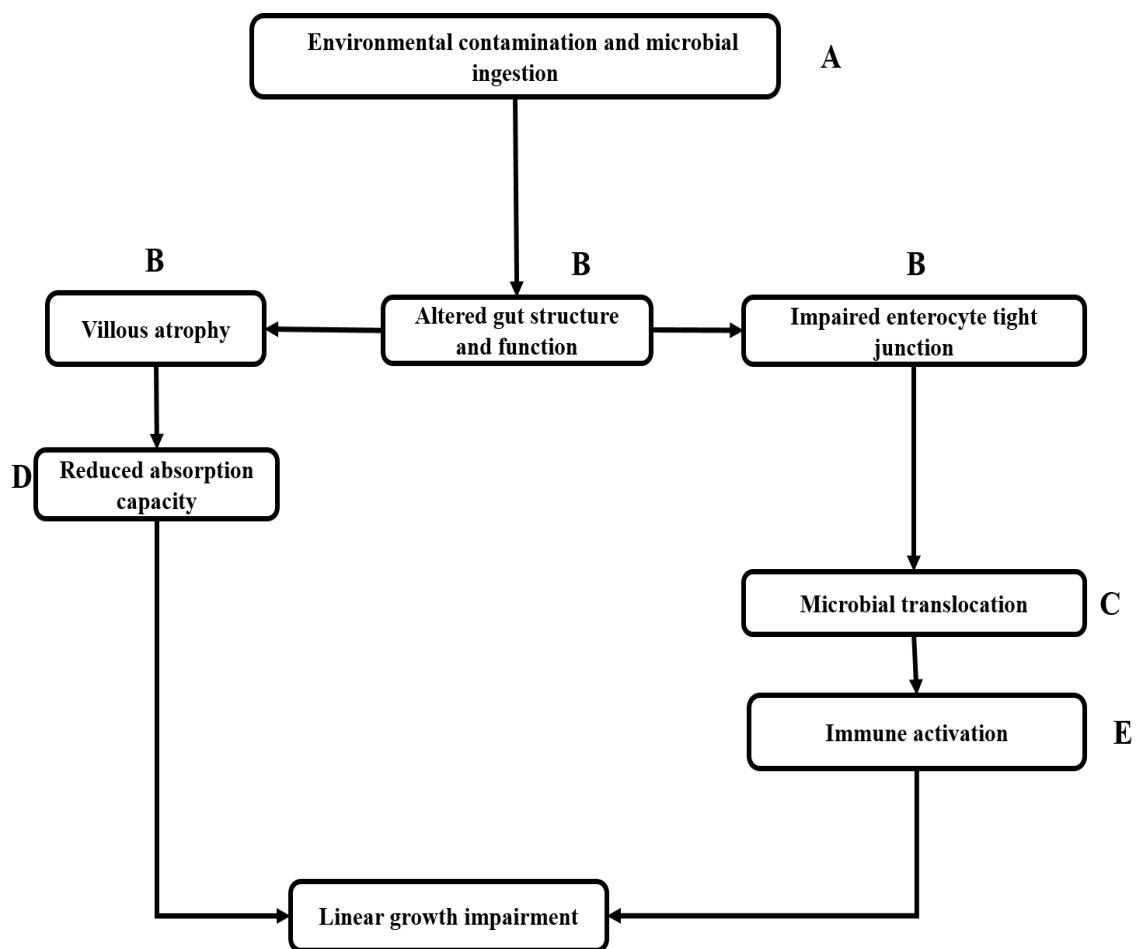 Environmental contamination and microbial
ingestion
A
B
B
B
Villous atrophy
Altered gut structure
and function
Impaired enterocyte tight
junction
D
Reduced absorption
capacity
Microbial translocation
C
Immune activation
E
Linear growth impairment